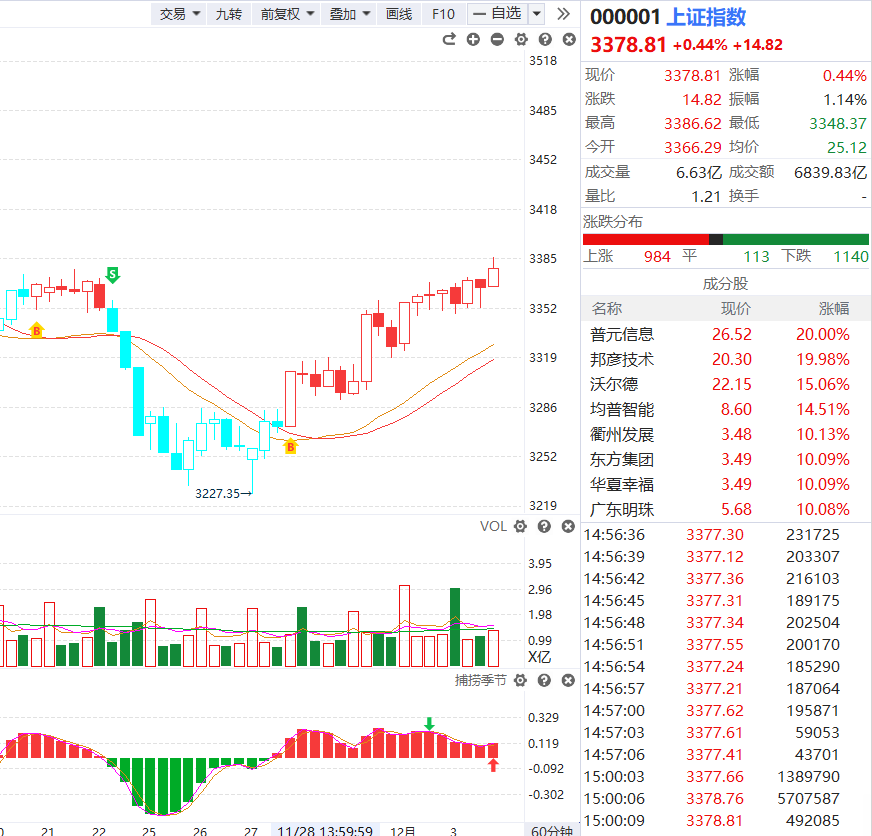 交易 九转 前复权 叠加 画线 F10 自选
000001 上证指数
3378.81 +0.44% +14.82
现价 3378.81 涨幅 0.44%
涨跌 14.82 振幅 1.14%
最高 3386.62 最低 3348.37
今开 3366.29 均价 25.12
成交量 6.63亿 成交额 6839.83亿
量比 1.21 换手 -
涨跌分布
上涨 984 平 113 下跌 1140
成分股
名称 现价 涨幅
普元信息 26.52 20.00%
邦彦技术 20.30 19.98%
沃尔德 22.15 15.06%
均普智能 8.60 14.51%
衢州发展 3.48 10.13%
东方集团 3.49 10.09%
华夏幸福 3.49 10.09%
广东明珠 5.68 10.08%
14:56:36 3377.30 231725
14:56:39 3377.12 203307
14:56:42 3377.36 216103
14:56:45 3377.31 189175
14:56:48 3377.34 202504
14:56:51 3377.55 200170
14:56:54 3377.24 185290
14:56:57 3377.21 187064
14:57:00 3377.62 195871
14:57:03 3377.61 59053
14:57:06 3377.41 43701
15:00:03 3377.66 1389790
15:00:06 3378.76 5707587
15:00:09 3378.81 492085
3518
3485
3452
3418
3385
3352
3319
3286
3252
3219
S
B
B
3227.35→
VOL
3.95
2.96
1.98
0.99
X亿
捕捞季节
0.329
0.119
-0.092
-0.302
21 22 25 26 27 11/28 13:59:59 12月 3 60分钟